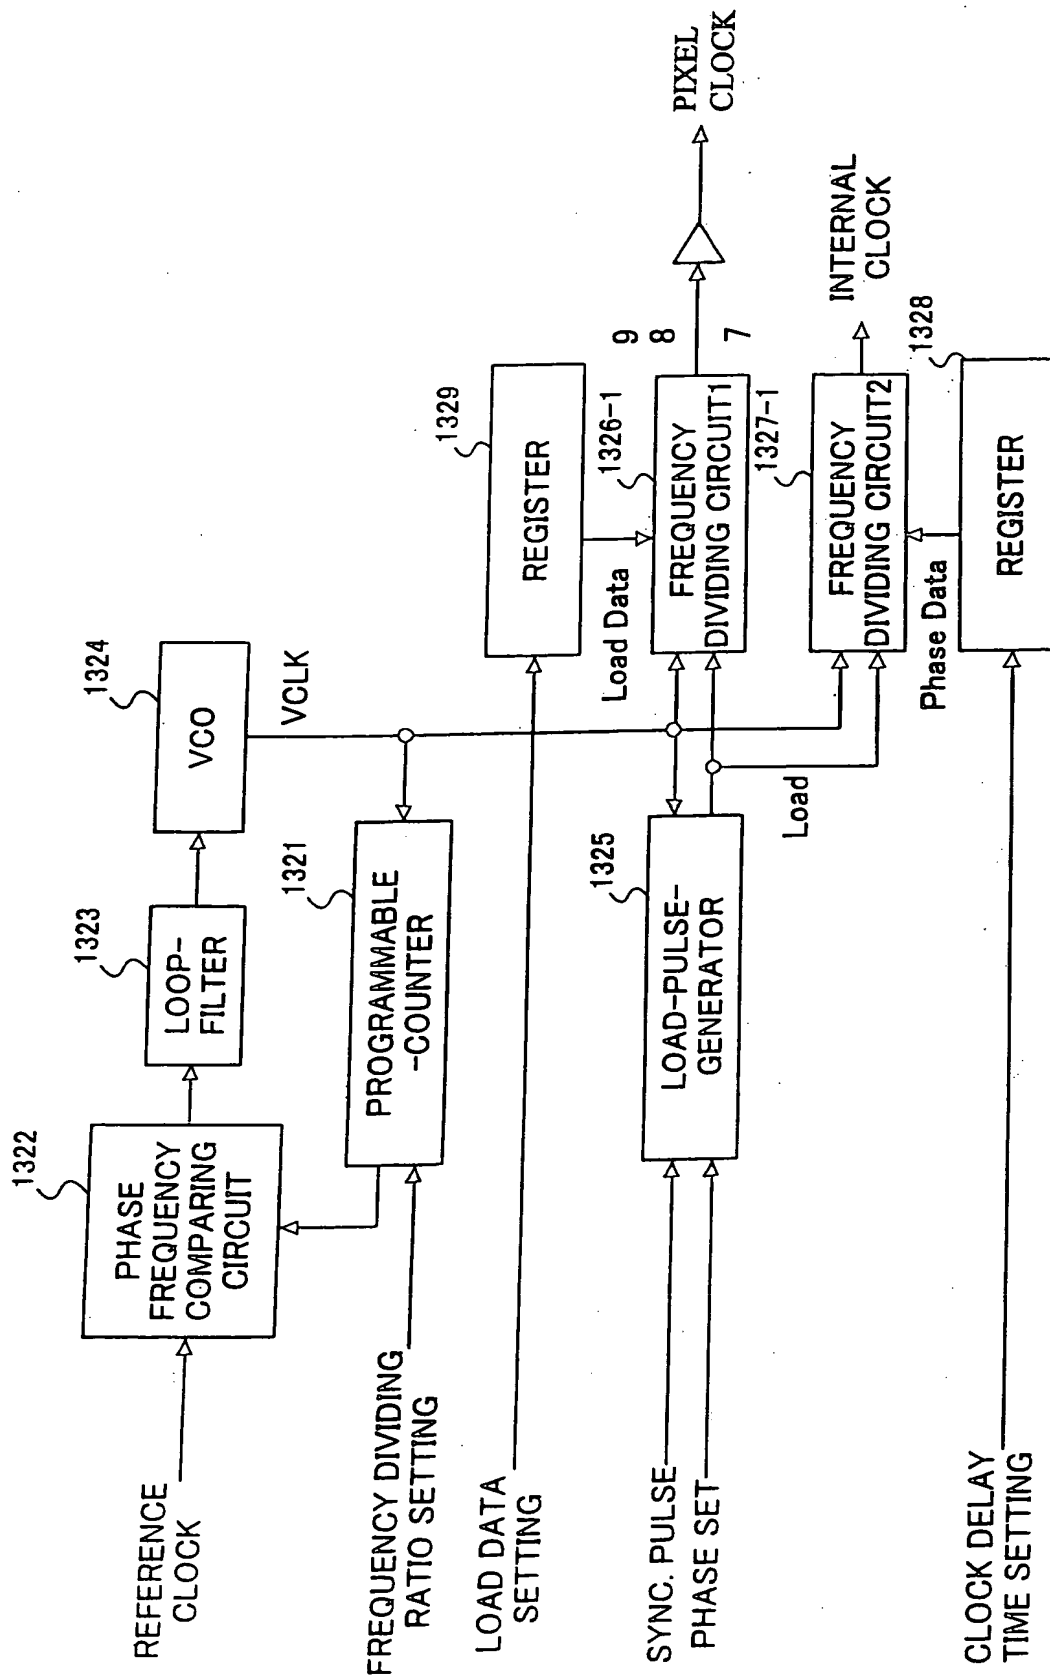 REFERENCE
CLOCK
1322
PHASE
FREQUENCY
COMPARING
CIRCUIT
1323
LOOP-
FILTER
1324
VCO
VCLK
FREQUENCY DIVIDING
RATIO SETTING
1321
PROGRAMMABLE
-COUNTER
LOAD DATA
SETTING
1329
REGISTER
Load Data
SYNC. PULSE
PHASE SET
1325
LOAD-PULSE-
GENERATOR
Load
1326-1
FREQUENCY
DIVIDING CIRCUIT1
9
8
7
PIXEL
CLOCK
1327-1
FREQUENCY
DIVIDING CIRCUIT2
INTERNAL
CLOCK
Phase Data
CLOCK DELAY
TIME SETTING
1328
REGISTER